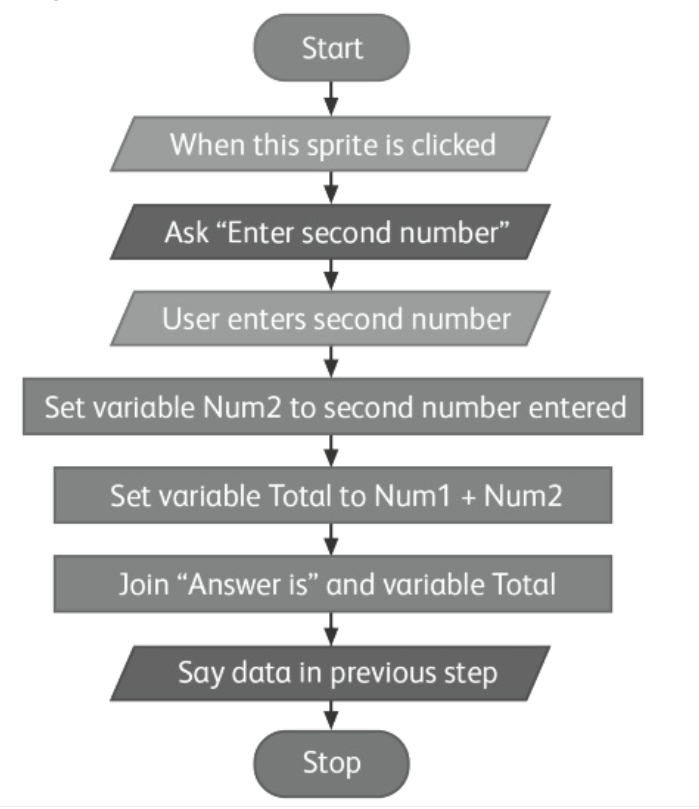 Start
When this sprite is clicked
Ask “Enter second number”
User enters second number
Set variable Num2 to second number entered
Set variable Total to Num1 + Num2
Join “Answer is” and variable Total
Say data in previous step
Stop